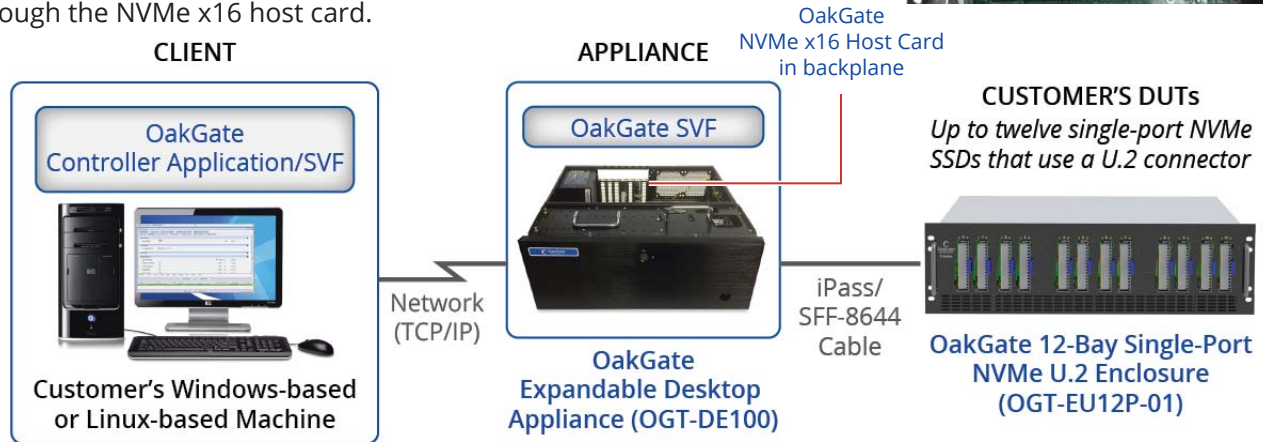 ough the NVMe x16 host card.
CLIENT
OakGate
Controller Application/SVF
Customer's Windows-based
or Linux-based Machine
Network
(TCP/IP)
APPLIANCE
OakGate SVF
OakGate
Expandable Desktop
Appliance (OGT-DE100)
OakGate
NVMe x16 Host Card
in backplane
iPass/
SFF-8644
Cable
CUSTOMER'S DUTs
Up to twelve single-port NVMe
SSDs that use a U.2 connector
OakGate 12-Bay Single-Port
NVMe U.2 Enclosure
(OGT-EU12P-01)